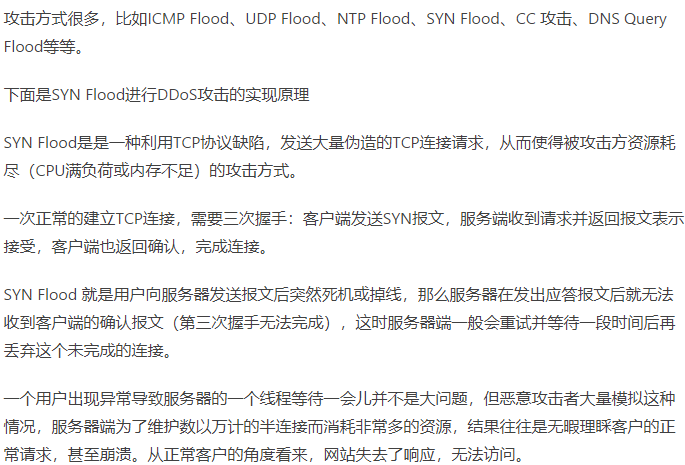 攻击方式很多，比如ICMP Flood、UDP Flood、NTP Flood、SYN Flood、CC 攻击、DNS Query
Flood等等。
下面是SYN Flood进行DDoS攻击的实现原理
SYN Flood是是一种利用TCP协议缺陷，发送大量伪造的TCP连接请求，从而使得被攻击方资源耗
尽（CPU满负荷或内存不足）的攻击方式。
一次正常的建立TCP连接，需要三次握手：客户端发送SYN报文，服务端收到请求并返回报文表示
接受，客户端也返回确认，完成连接。
SYN Flood 就是用户向服务器发送报文后突然死机或掉线，那么服务器在发出应答报文后就无法
收到客户端的确认报文（第三次握手无法完成），这时服务器端一般会重试并等待一段时间后再
丢弃这个未完成的连接。
一个用户出现异常导致服务器的一个线程等待一会儿并不是大问题，但恶意攻击者大量模拟这种
情况，服务器端为了维护数以万计的半连接而消耗非常多的资源，结果往往是无暇理睬客户的正
常请求，甚至崩溃。从正常客户的角度看来，网站失去了响应，无法访问。